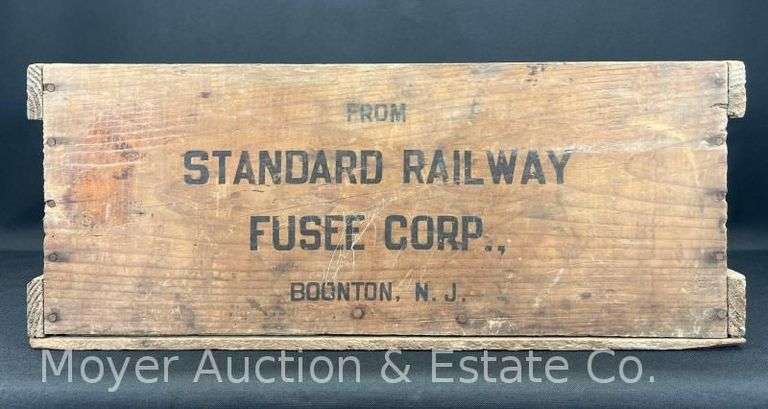 FROM
STANDARD RAILWAY
FUSEE CORP.,
BOONTON, N. J.
Moyer Auction & Estate Co.